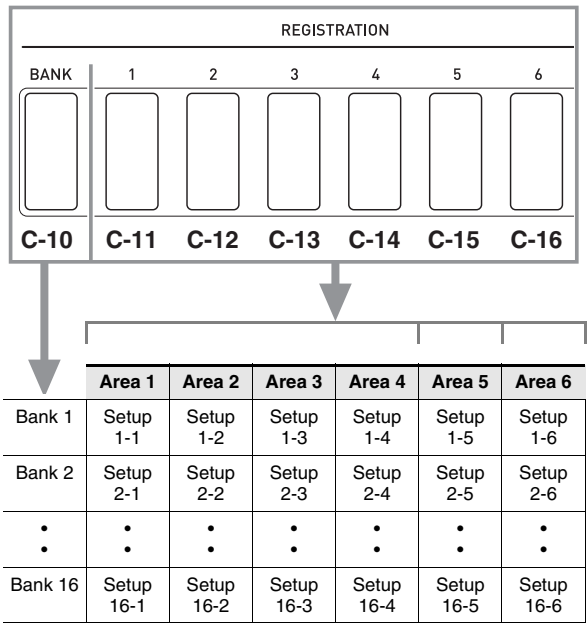 REGISTRATION
BANK 1 2 3 4 5 6
C-10 C-11 C-12 C-13 C-14 C-15 C-16
Area 1 Area 2 Area 3 Area 4 Area 5 Area 6
Bank 1 Setup 1-1 Setup 1-2 Setup 1-3 Setup 1-4 Setup 1-5 Setup 1-6
Bank 2 Setup 2-1 Setup 2-2 Setup 2-3 Setup 2-4 Setup 2-5 Setup 2-6
Bank 16 Setup 16-1 Setup 16-2 Setup 16-3 Setup 16-4 Setup 16-5 Setup 16-6